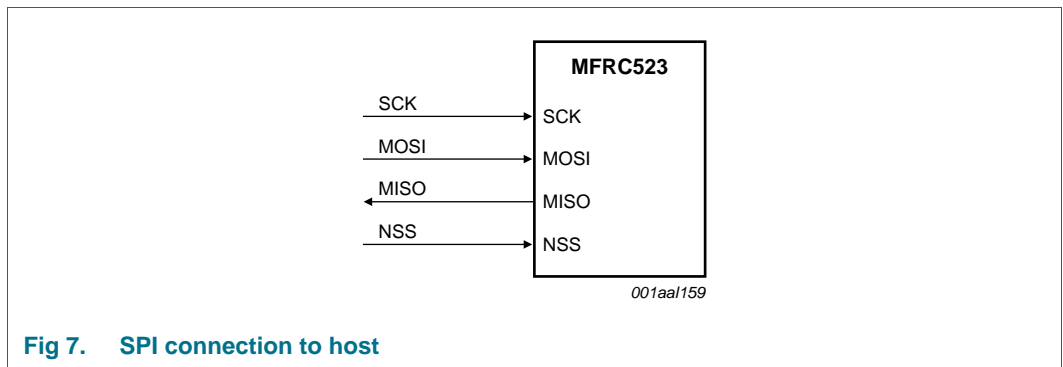 MFRC523
SCK
SCK
MOSI
MOSI
MISO
MISO
NSS
NSS
001aal159
Fig 7. SPI connection to host